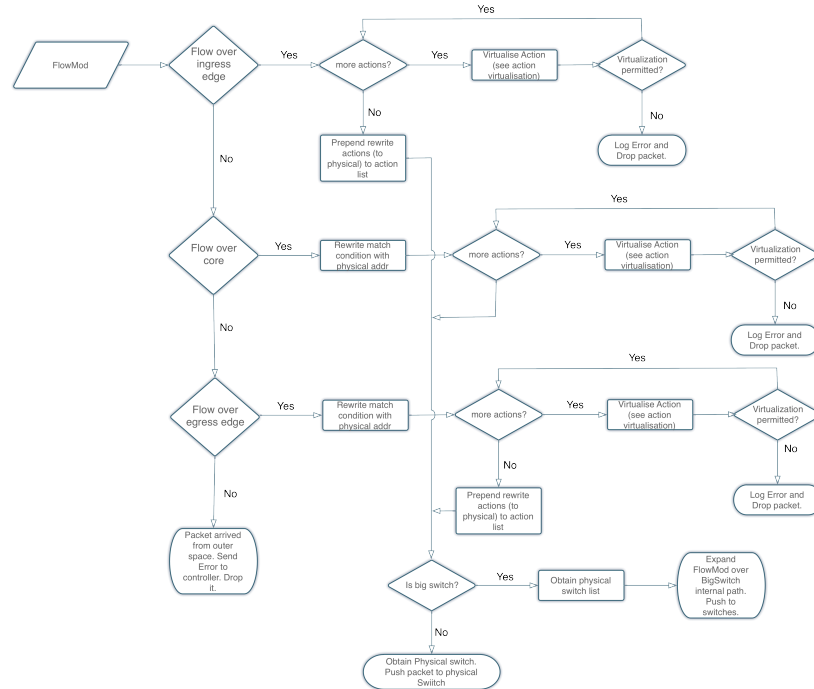 Yes
FlowMod
Flow over
ingress
edge
Yes
more actions?
Yes
Virtualise Action
(see action
virtualisation)
Virtualization
permitted?
No
No
Prepend rewrite
actions (to
physical) to action
list
Log Error and
Drop packet.
No
Yes
Flow over
core
Yes
Rewrite match
condition with
physical addr
more actions?
Yes
Virtualise Action
(see action
virtualisation)
Virtualization
permitted?
No
Log Error and
Drop packet.
No
Yes
Flow over
egress edge
Yes
Rewrite match
condition with
physical addr
more actions?
Yes
Virtualise Action
(see action
virtualisation)
Virtualization
permitted?
No
No
No
Prepend rewrite
actions (to
physical) to action
list
Log Error and
Drop packet.
Packet arrived
from outer
space. Send
Error to
controller. Drop
it.
Is big switch?
Yes
Obtain physical
switch list
Expand
FlowMod over
BigSwitch
internal path.
Push to
switches.
No
Obtain Physical switch.
Push packet to physical
Swiitch